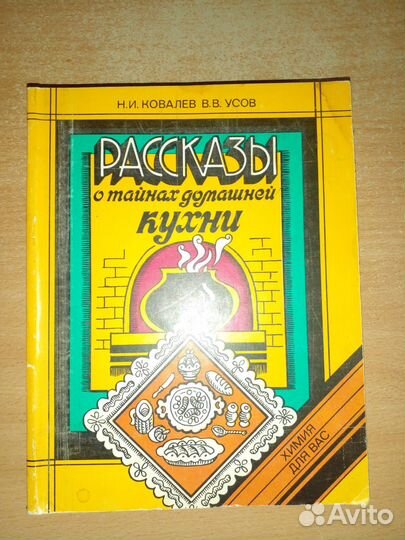 Н.И. КОВАЛЕВ В.В. УСОВ
РАССКАЗЫ
о тайнах домашней
кухни
ХИМИЯ
ДЛЯ ВАС
Avito